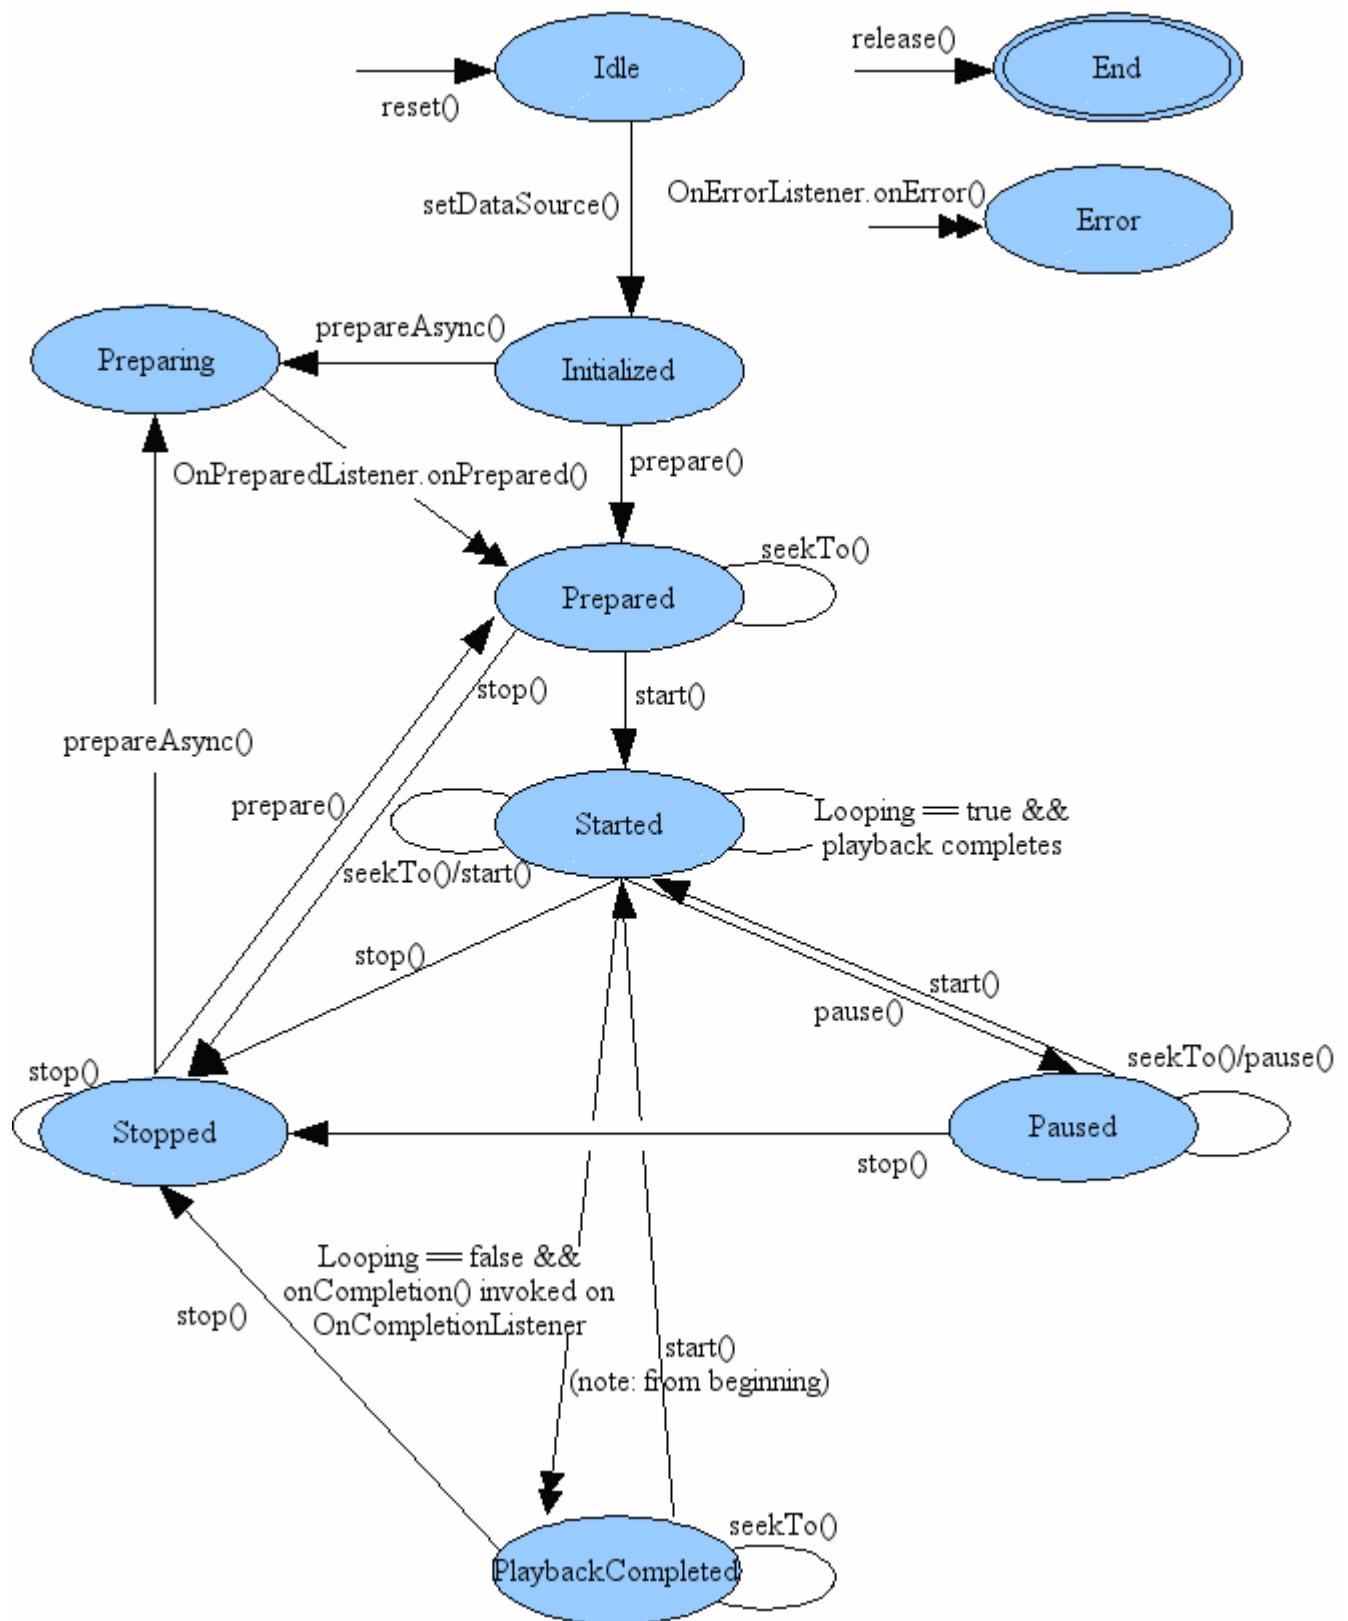 Idle
release()
End
reset()
setDataSource()
OnErrorListener.onError()
Error
prepareAsync()
Preparing
Initialized
OnPreparedListener.onPrepared()
prepare()
seekTo()
Prepared
stop()
start()
prepareAsync()
prepare()
Started
Looping == true &&
playback completes
seekTo()/start()
stop()
start()
pause()
stop()
seekTo()/pause()
Stopped
Paused
stop()
Looping == false &&
onCompletion() invoked on
OnCompletionListener
stop()
start()
(note: from beginning)
seekTo()
PlaybackCompleted